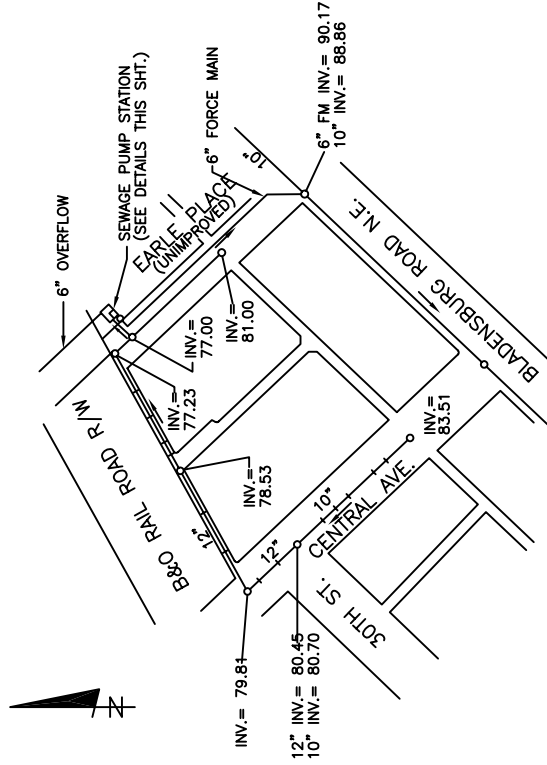 6" OVERFLOW
SEWAGE PUMP STATION
(SEE DETAILS THIS SHT.)
6" FORCE MAIN
EARLE PLACE
(UNIMPROVED)
10"
6" FM INV.= 90.17
10" INV.= 88.86
BLADENSBURG ROAD N.E.
B&O RAIL ROAD R/W
12"
INV.=
77.23
INV.=
77.00
INV.=
81.00
INV.=
78.53
INV.=
83.51
12"
10"
CENTRAL AVE.
30TH ST.
INV.= 79.81
12" INV.= 80.45
10" INV.= 80.70
N